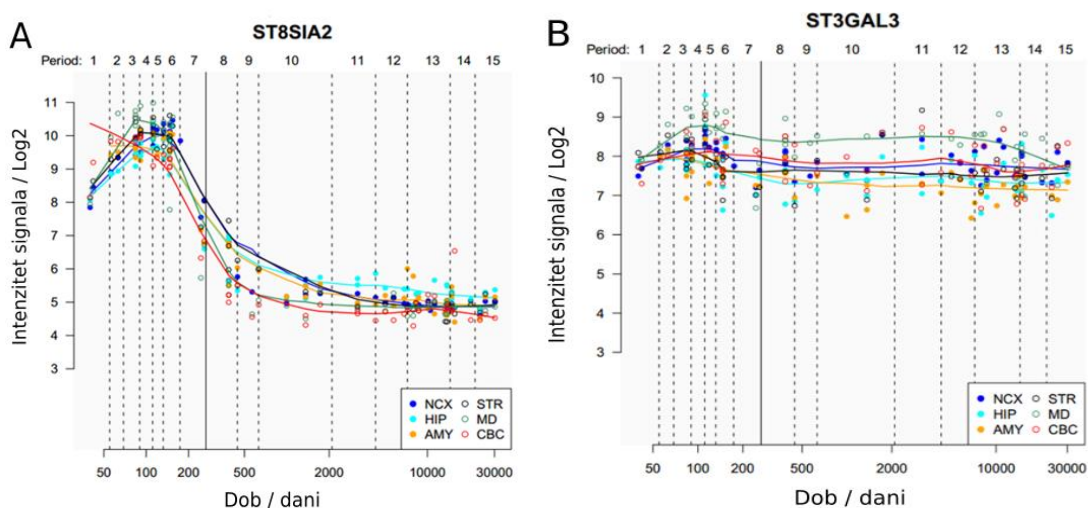 A
ST8SIA2
Period: 1 2 3 4 5 6 7 8 9 10 11 12 13 14 15
11
10
9
8
7
6
5
4
3
Intenzitet signala / Log2
NCX STR
HIP MD
AMY CBC
50 100 200 500 2000 10000 30000
Dob / dani
B
ST3GAL3
Period: 1 2 3 4 5 6 7 8 9 10 11 12 13 14 15
10
9
8
7
6
5
4
3
Intenzitet signala / Log2
NCX STR
HIP MD
AMY CBC
50 100 200 500 2000 10000 30000
Dob / dani